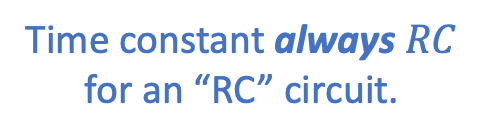 Time constant always RC
for an “RC” circuit.